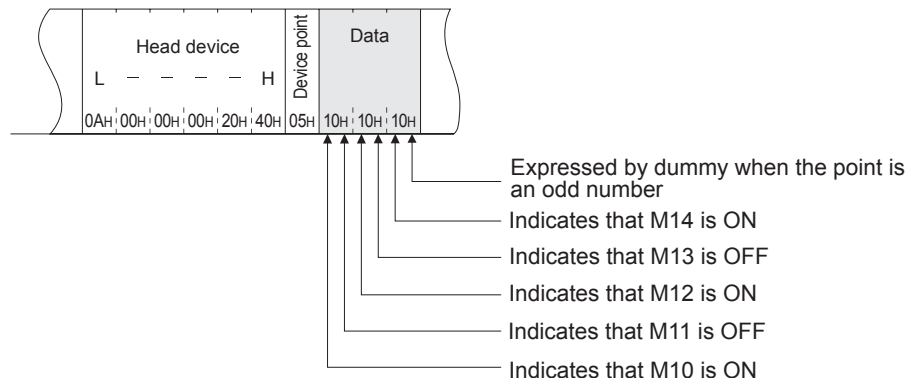 Head device
L – – – – H
Device point
Data
0AH 00H 00H 00H 20H 40H 05H 10H 10H 10H
Expressed by dummy when the point is
an odd number
Indicates that M14 is ON
Indicates that M13 is OFF
Indicates that M12 is ON
Indicates that M11 is OFF
Indicates that M10 is ON